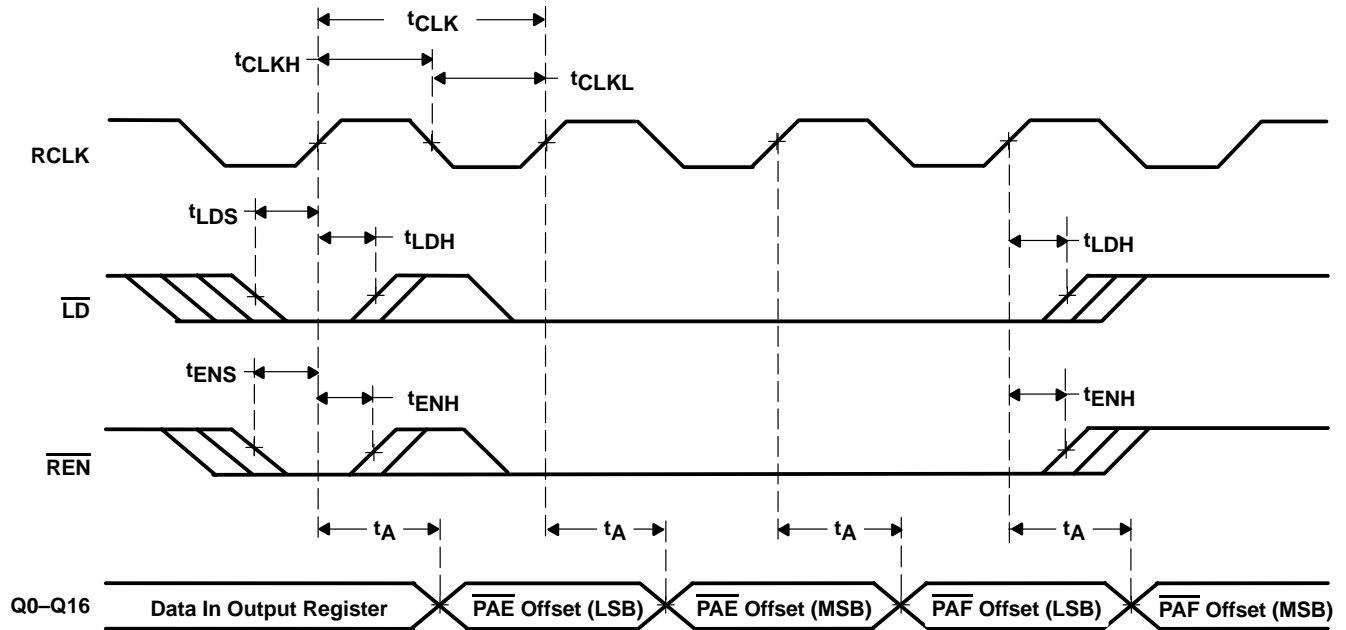 tCLK
tCLKH
tCLKL
RCLK
tLDS
tLDH
tLDH
LD
tENS
tENH
tENH
REN
tA
tA
tA
tA
Q0–Q16
Data In Output Register
PAE Offset (LSB)
PAE Offset (MSB)
PAF Offset (LSB)
PAF Offset (MSB)